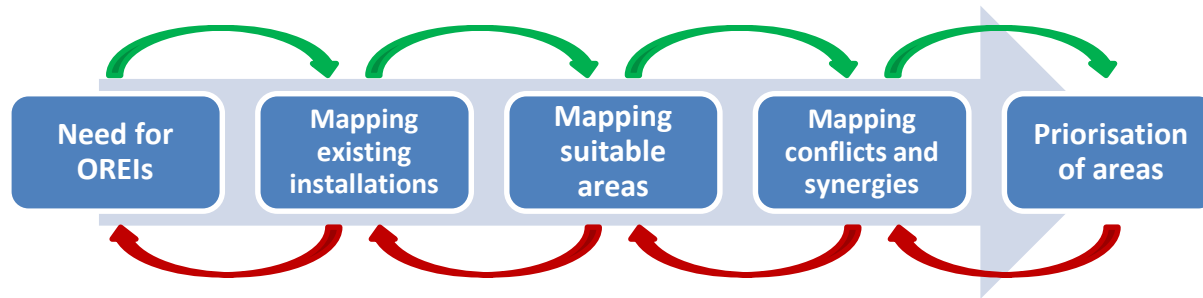 Need for
OREIs
Mapping
existing
installations
Mapping
suitable
areas
Mapping
conflicts and
synergies
Priorisation
of areas